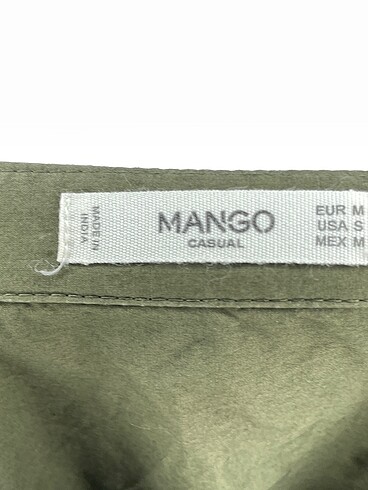 MADE IN
INDIA
MANGO
CASUAL
EUR M
USA S
MEX M